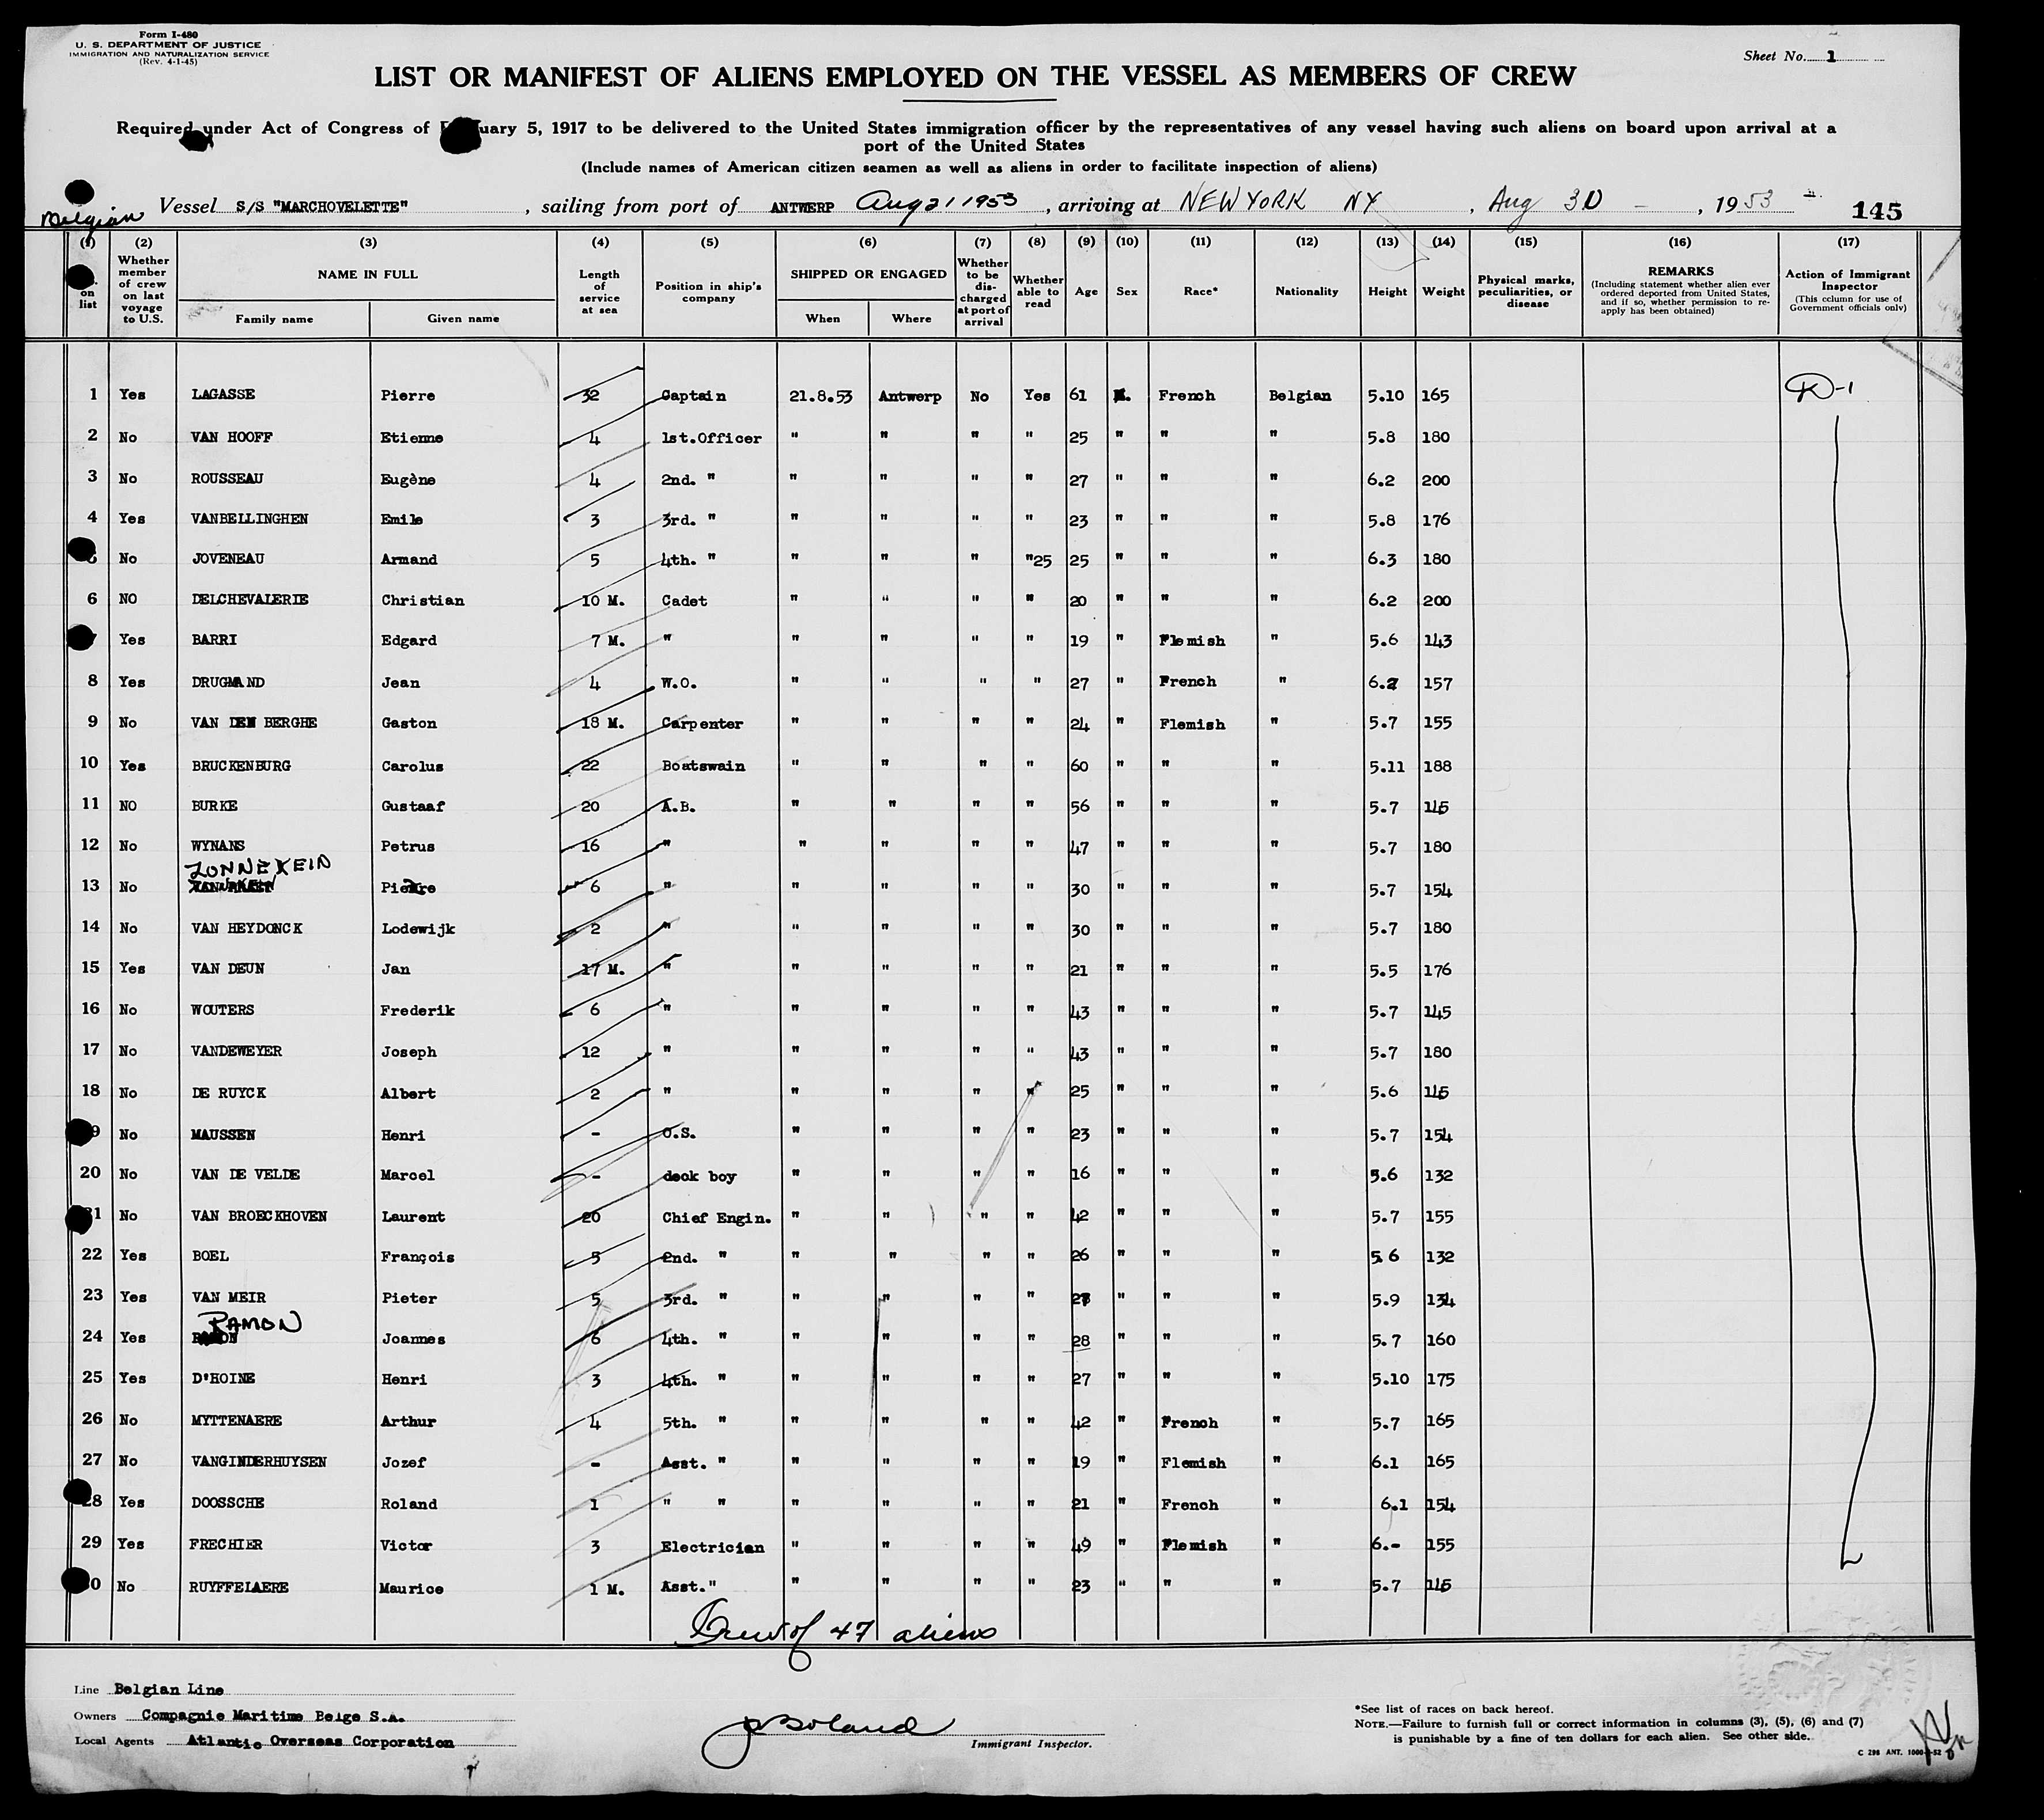 Form I-480
U. S. DEPARTMENT OF JUSTICE
IMMIGRATION AND NATURALIZATION SERVICE
(Rev. 4-1-45)
Sheet No. 1
LIST OR MANIFEST OF ALIENS EMPLOYED ON THE VESSEL AS MEMBERS OF CREW
Required under Act of Congress of uary 5, 1917 to be delivered to the United States immigration officer by the representatives of any vessel having such aliens on board upon arrival at a
port of the United States
(Include names of American citizen seamen as well as aliens in order to facilitate inspection of aliens)
Belgian Vessel S/S "MARCHOVELETTE", sailing from port of ANTWERP Aug 21 1953, arriving at NEW YORK NY, Aug 30 - , 1953 145
(1) (2) (3) (4) (5) (6) (7) (8) (9) (10) (11) (12) (13) (14) (15) (16) (17)
on list
Whether member of crew on last voyage to U.S.
NAME IN FULL
Family name Given name
Length of service at sea
Position in ship's company
SHIPPED OR ENGAGED
When Where
Whether to be discharged at port of arrival
Whether able to read
Age
Sex
Race*
Nationality
Height
Weight
Physical marks, peculiarities, or disease
REMARKS
(Including statement whether alien ever ordered deported from United States, and if so, whether permission to reapply has been obtained)
Action of Immigrant Inspector
(This column for use of Government officials only)
1 Yes LAGASSE Pierre 32 Captain 21.8.53 Antwerp No Yes 61 M. French Belgian 5.10 165 D-1
2 No VAN HOOFF Etienne 4 1st.Officer " " " " 25 " " " 5.8 180
3 No ROUSSEAU Eugène 4 2nd. " " " " " 27 " " " 6.2 200
4 Yes VANBELLINGHEN Emile 3 3rd. " " " " " 23 " " " 5.8 176
5 No JOVENEAU Armand 5 4th. " " " " "25 25 " " " 6.3 180
6 NO DELCHEVALERIE Christian 10 M. Cadet " " " " 20 " " " 6.2 200
7 Yes BARRI Edgard 7 M. " " " " " 19 " Flemish " 5.6 143
8 Yes DRUGMAND Jean 4 W.O. " " " " 27 " French " 6.2 157
9 No VAN DEN BERGHE Gaston 18 M. Carpenter " " " " 24 " Flemish " 5.7 155
10 Yes BRUCKENBURG Carolus 22 Boatswain " " " " 60 " " " 5.11 188
11 NO BURKE Gustaaf 20 A.B. " " " " 56 " " " 5.7 145
12 No WYNANS Petrus 16 " " " " " 47 " " " 5.7 180
ZONNEKEIN
13 No Pierre 6 " " " " " 30 " " " 5.7 154
14 No VAN HEYDONCK Lodewijk 2 " " " " " 30 " " " 5.7 180
15 Yes VAN DEUN Jan 17 M. " " " " " 21 " " " 5.5 176
16 No WOUTERS Frederik 6 " " " " " 43 " " " 5.7 145
17 No VANDEWEYER Joseph 12 " " " " " 43 " " " 5.7 180
18 No DE RUYCK Albert 2 " " " " " 25 " " " 5.6 145
19 No MAUSSEN Henri - O.S. " " " " 23 " " " 5.7 154
20 No VAN DE VELDE Marcel - deck boy " " " " 16 " " " 5.6 132
21 No VAN BROECKHOVEN Laurent 20 Chief Engin. " " " " 42 " " " 5.7 155
22 Yes BOEL François 5 2nd. " " " " " 26 " " " 5.6 132
23 Yes VAN MEIR Pieter 5 3rd. " " " " " " " " 5.9 134
RAMON
24 Yes Joannes 6 4th. " " " " " 28 " " " 5.7 160
25 Yes D'HOINE Henri 3 4th. " " " " " 27 " " " 5.10 175
26 No MYTTENAERE Arthur 4 5th. " " " " " 42 " French " 5.7 165
27 No VANGINDERHUYSEN Jozef - Asst. " " " " " 19 " Flemish " 6.1 165
28 Yes DOOSSCHE Roland 1 " " " " " " 21 " French " 6.1 154
29 Yes FRECHIER Victor 3 Electrician " " " " 49 " Flemish " 6.- 155
30 No RUYFFELAERE Maurice 1 M. Asst." " " " " 23 " " " 5.7 145
Crew of 47 aliens
Line Belgian Line
Owners Compagnie Maritime Belge S.A.
Local Agents Atlantic Overseas Corporation
Boland
Immigrant Inspector.
*See list of races on back hereof.
NOTE.—Failure to furnish full or correct information in columns (3), (5), (6) and (7)
is punishable by a fine of ten dollars for each alien. See other side.